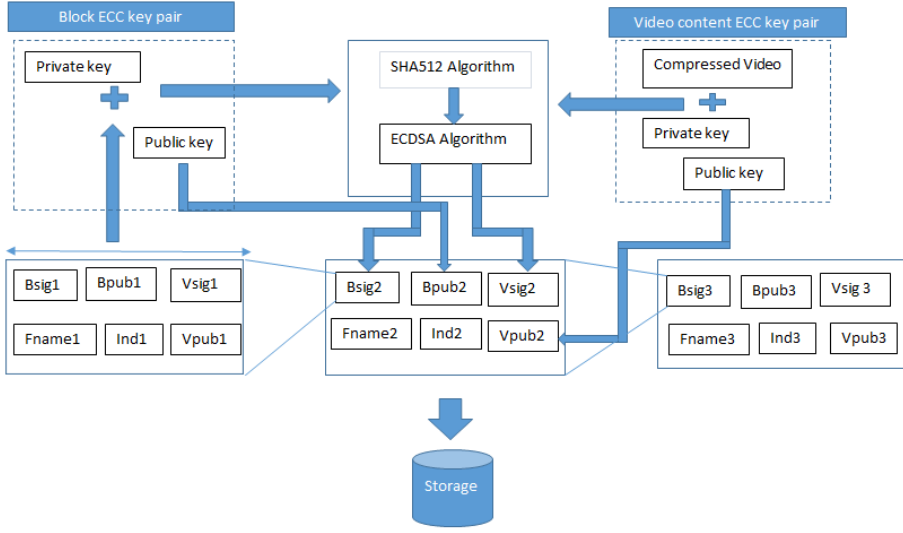 Block ECC key pair
Video content ECC key pair
Private key
Public key
SHA512 Algorithm
ECDSA Algorithm
Compressed Video
Private key
Public key
Bsig1
Bpub1
Vsig1
Fname1
Ind1
Vpub1
Bsig2
Bpub2
Vsig2
Fname2
Ind2
Vpub2
Bsig3
Bpub3
Vsig 3
Fname3
Ind3
Vpub3
Storage